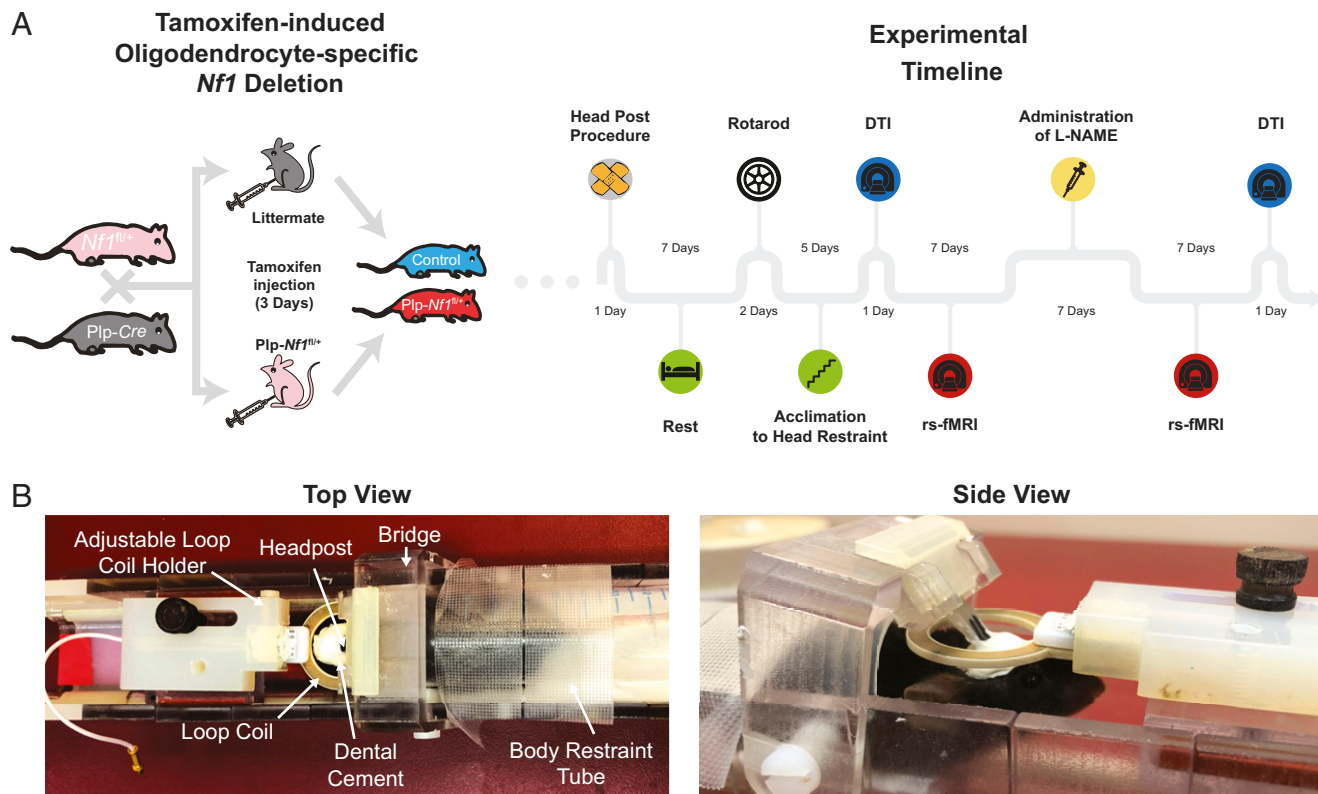 A
Tamoxifen-induced
Oligodendrocyte-specific
Nf1 Deletion
Nf1fl/+
Plp-Cre
Littermate
Tamoxifen
injection
(3 Days)
Plp-Nf1fl/+
Control
Plp-Nf1fl/+
Experimental
Timeline
Head Post
Procedure
Rotarod
DTI
Administration
of L-NAME
DTI
7 Days
5 Days
7 Days
7 Days
1 Day
2 Days
1 Day
7 Days
1 Day
Rest
Acclimation
to Head Restraint
rs-fMRI
rs-fMRI
B
Top View
Adjustable Loop
Coil Holder
Headpost
Bridge
Loop Coil
Dental
Cement
Body Restraint
Tube
Side View